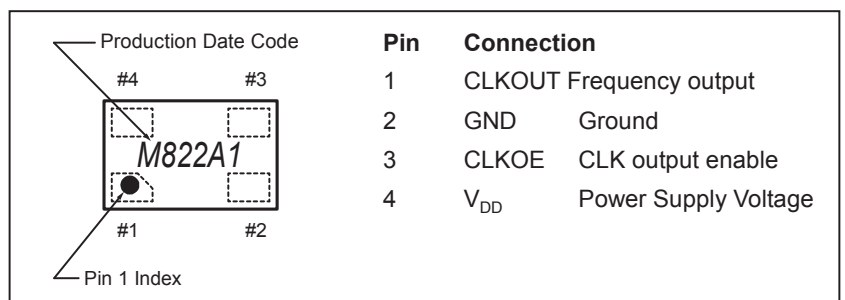 Production Date Code
#4 #3
M822A1
#1 #2
Pin 1 Index
Pin Connection
1 CLKOUT Frequency output
2 GND Ground
3 CLKOE CLK output enable
4 VDD Power Supply Voltage